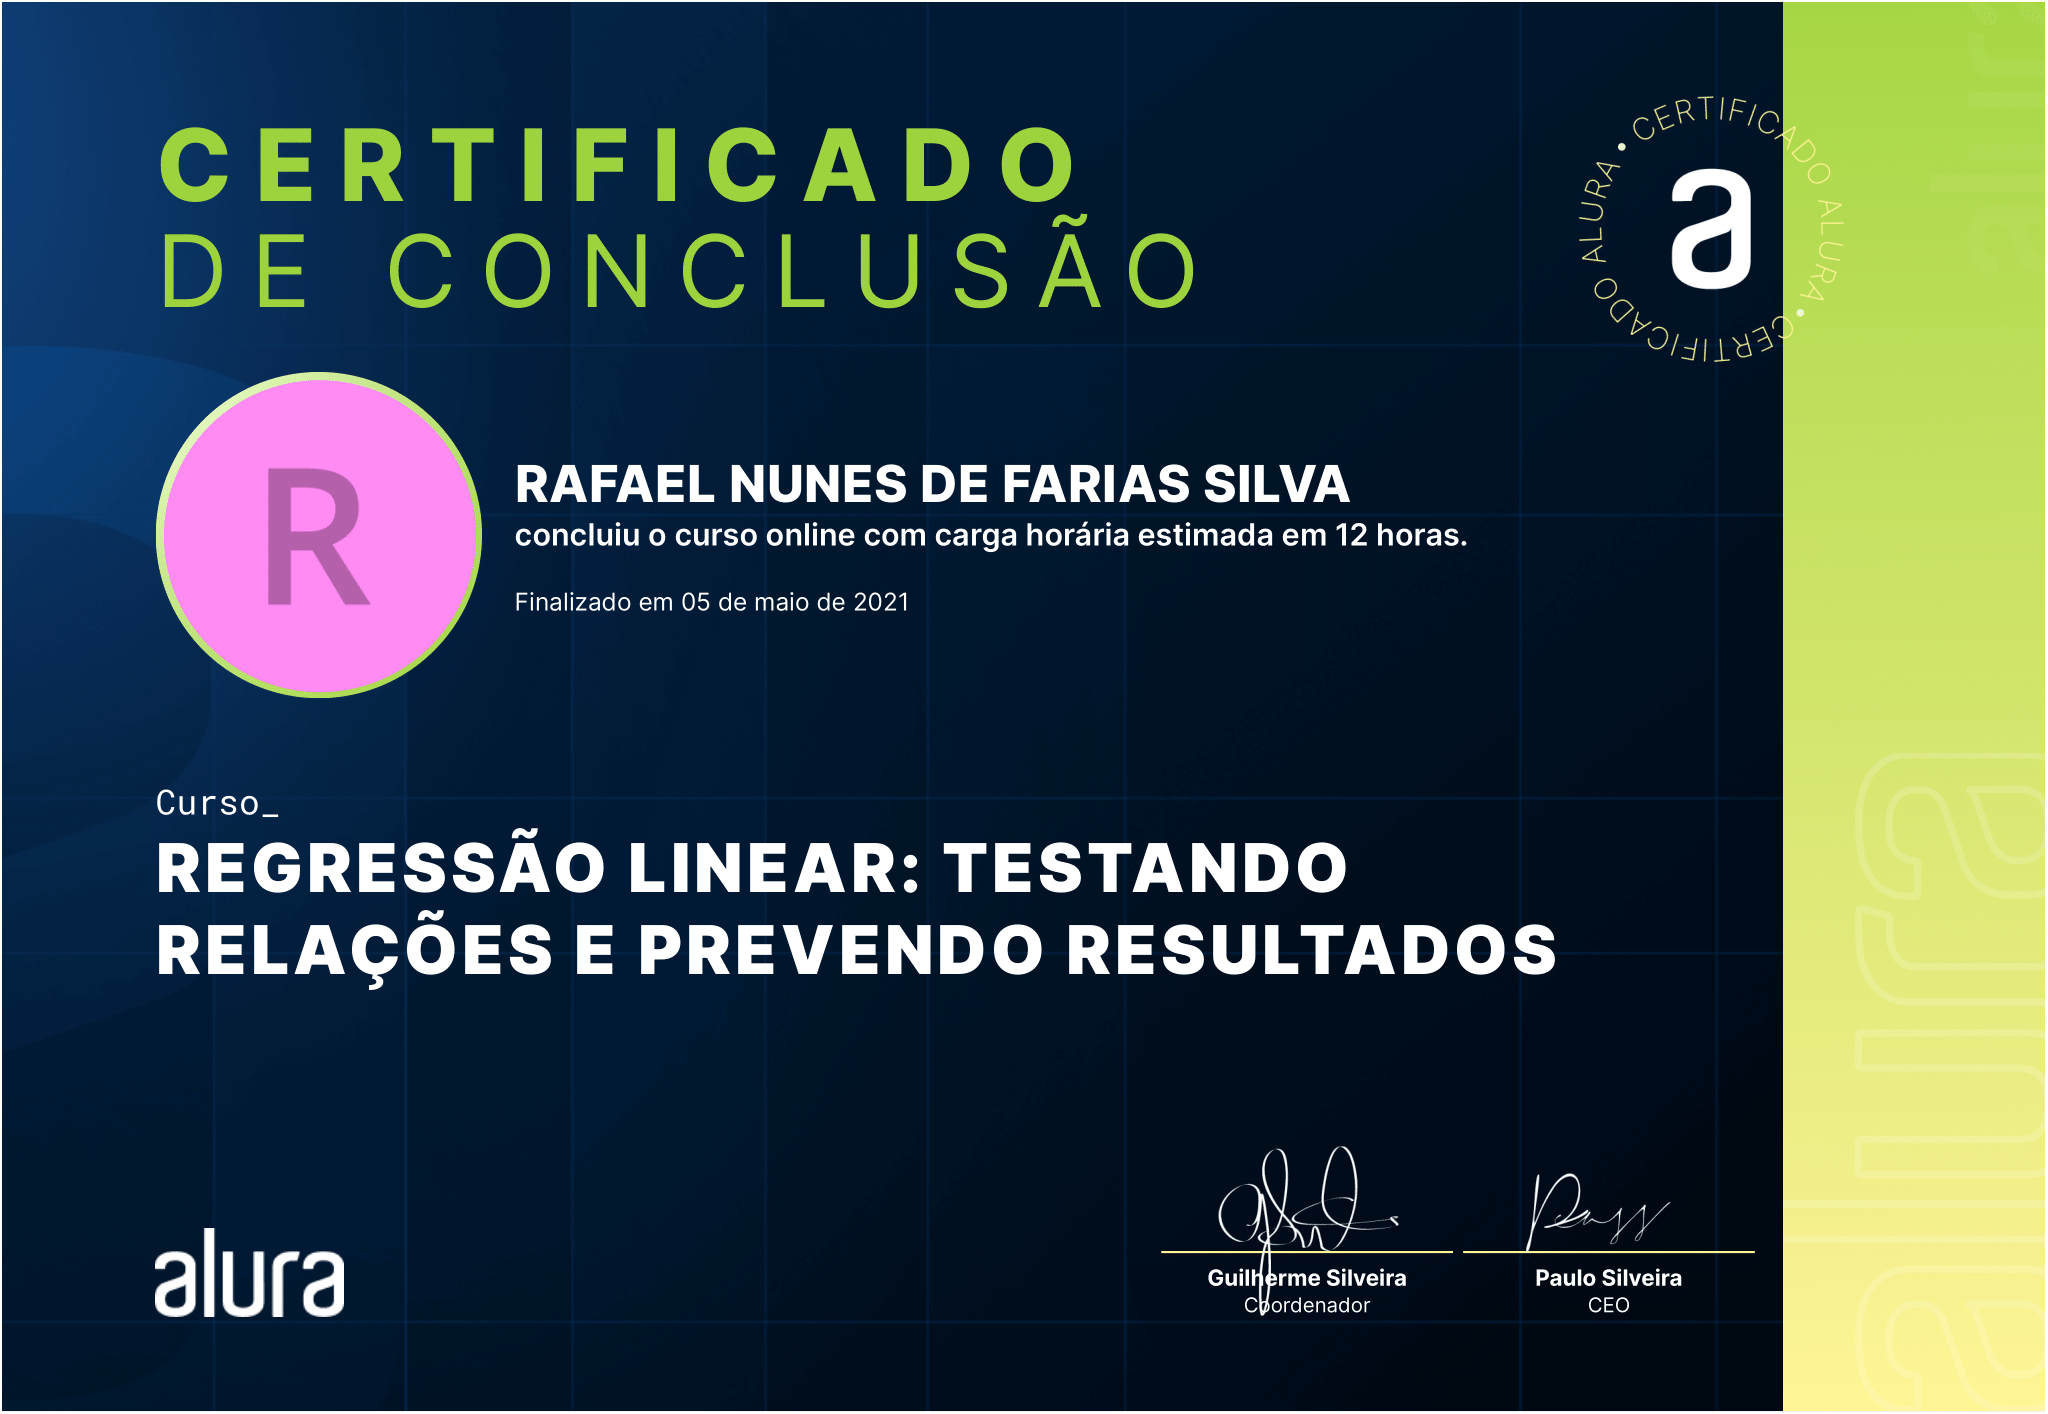 CERTIFICADO
DE CONCLUSÃO
CERTIFICADO ALURA • CERTIFICADO ALURA •
a
R
RAFAEL NUNES DE FARIAS SILVA
concluiu o curso online com carga horária estimada em 12 horas.
Finalizado em 05 de maio de 2021
Curso_
REGRESSÃO LINEAR: TESTANDO
RELAÇÕES E PREVENDO RESULTADOS
alura
Guilherme Silveira
Coordenador
Paulo Silveira
CEO
alura